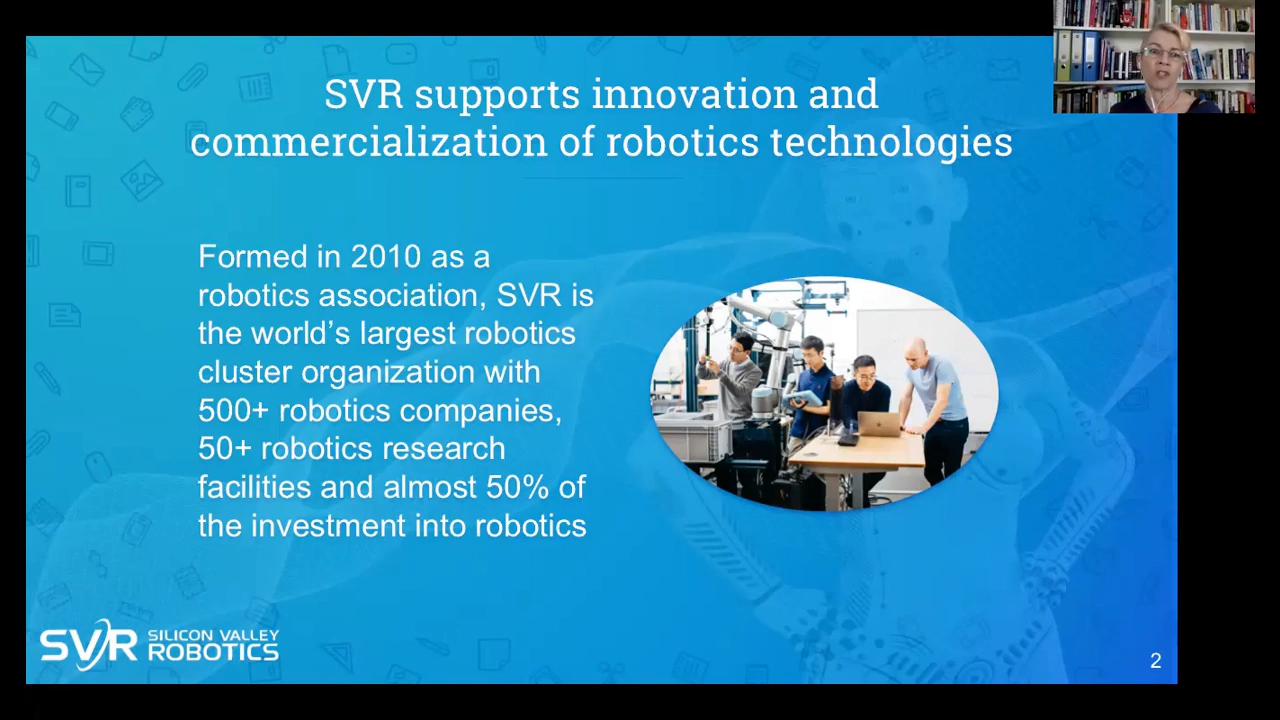 SVR supports innovation and
commercialization of robotics technologies
Formed in 2010 as a
robotics association, SVR is
the world’s largest robotics
cluster organization with
500+ robotics companies,
50+ robotics research
facilities and almost 50% of
the investment into robotics
SVR SILICON VALLEY
ROBOTICS
2